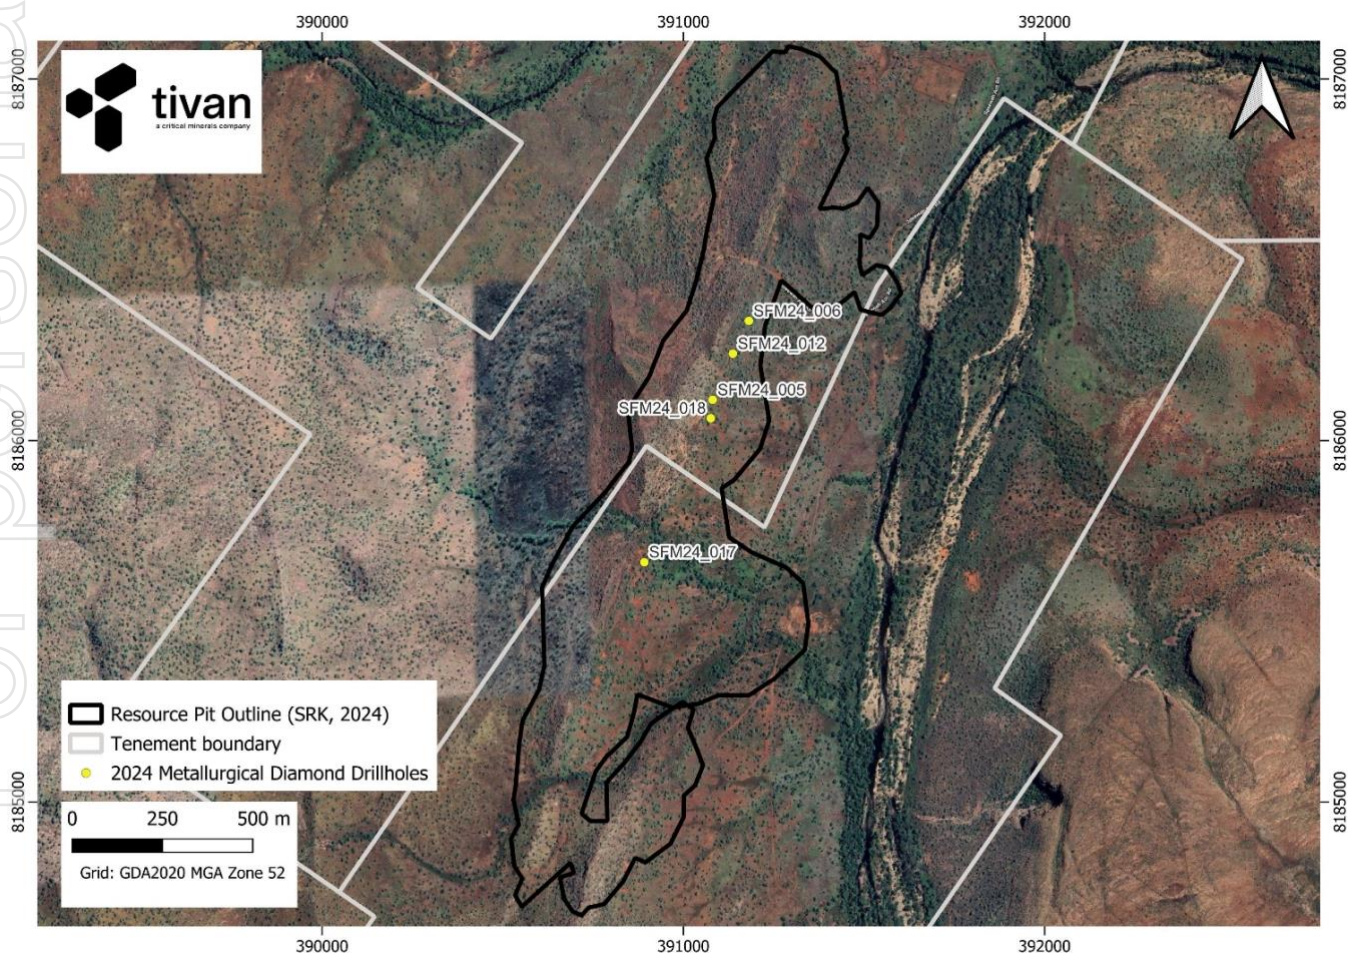 390000
391000
392000
8187000
8187000
tivan
a critical minerals company
SFM24_006
SFM24_012
SFM24_005
SFM24_018
8186000
8186000
SFM24_017
Resource Pit Outline (SRK, 2024)
Tenement boundary
2024 Metallurgical Diamond Drillholes
8185000
8185000
0 250 500 m
Grid: GDA2020 MGA Zone 52
390000
391000
392000